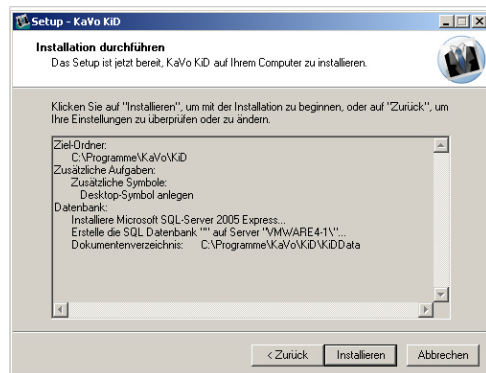 Setup - KaVo KiD
Installation durchführen
Das Setup ist jetzt bereit, KaVo KiD auf Ihrem Computer zu installieren.
Klicken Sie auf "Installieren", um mit der Installation zu beginnen, oder auf "Zurück", um
Ihre Einstellungen zu überprüfen oder zu ändern.
Ziel-Ordner:
C:\Programme\KaVo\KiD
Zusätzliche Aufgaben:
Zusätzliche Symbole:
Desktop-Symbol anlegen
Datenbank:
Installiere Microsoft SQL-Server 2005 Express...
Erstelle die SQL Datenbank "" auf Server "VMWARE4-1\"...
Dokumentenverzeichnis: C:\Programme\KaVo\KiD\KiDData
< Zurück
Installieren
Abbrechen